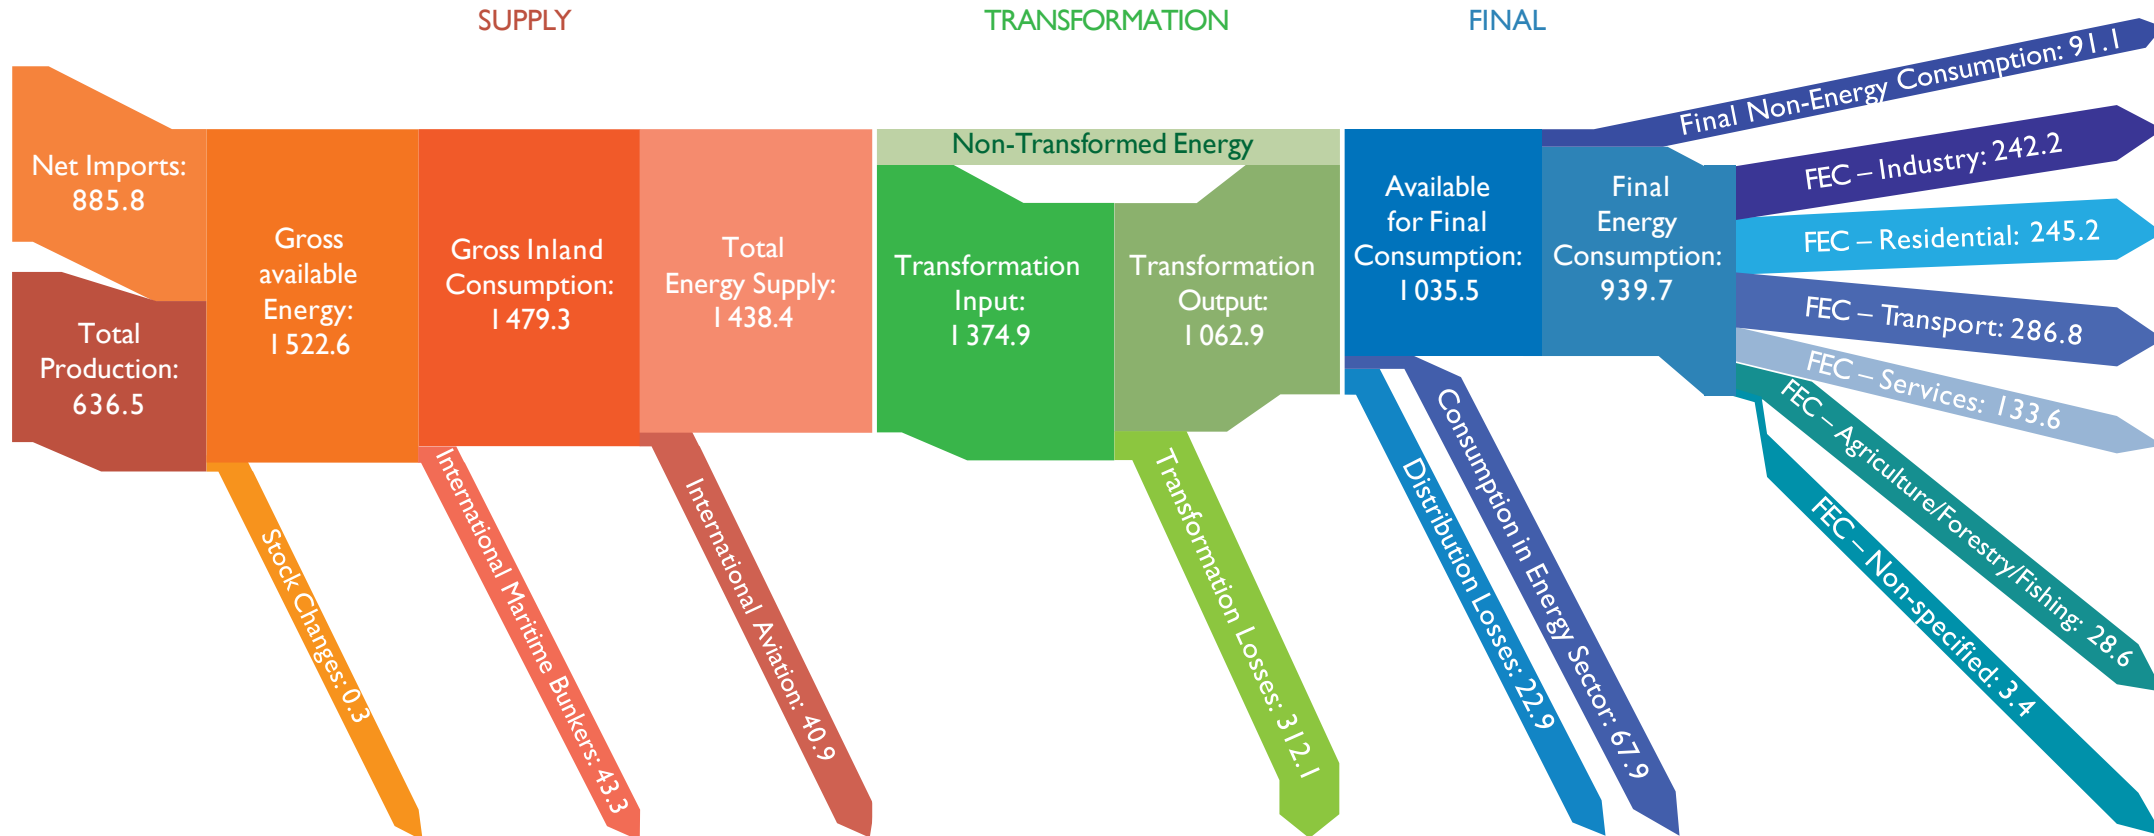 SUPPLY
TRANSFORMATION
FINAL
Net Imports:
885.8
Total
Production:
636.5
Gross
available
Energy:
1 522.6
Stock Changes: 0.3
Gross Inland
Consumption:
1 479.3
International Maritime Bunkers: 43.3
Total
Energy Supply:
1 438.4
International Aviation: 40.9
Non-Transformed Energy
Transformation
Input:
1 374.9
Transformation
Output:
1 062.9
Transformation Losses: 312.1
Available
for Final
Consumption:
1 035.5
Distribution Losses: 22.9
Consumption in Energy Sector: 67.9
Final
Energy
Consumption:
939.7
Final Non-Energy Consumption: 91.1
FEC – Industry: 242.2
FEC – Residential: 245.2
FEC – Transport: 286.8
FEC – Services: 133.6
FEC – Agriculture/Forestry/Fishing: 28.6
FEC – Non-specified: 3.4